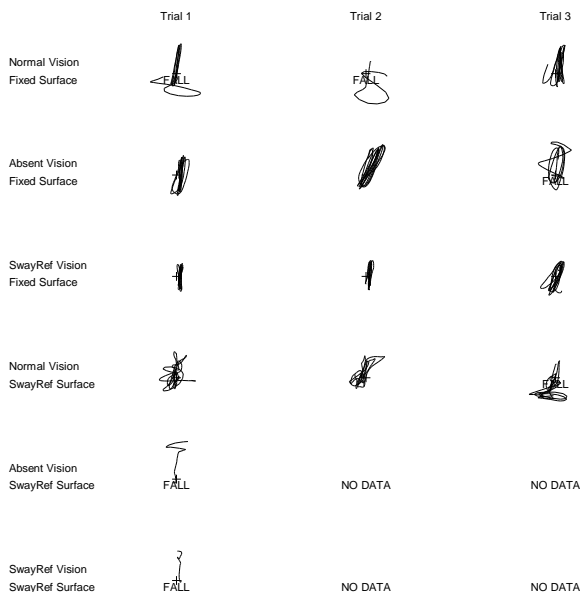 Trial 1 Trial 2 Trial 3
Normal Vision
Fixed Surface FALL FALL
Absent Vision
Fixed Surface FALL
SwayRef Vision
Fixed Surface
Normal Vision
SwayRef Surface FALL
Absent Vision
SwayRef Surface FALL NO DATA NO DATA
SwayRef Vision
SwayRef Surface FALL NO DATA NO DATA